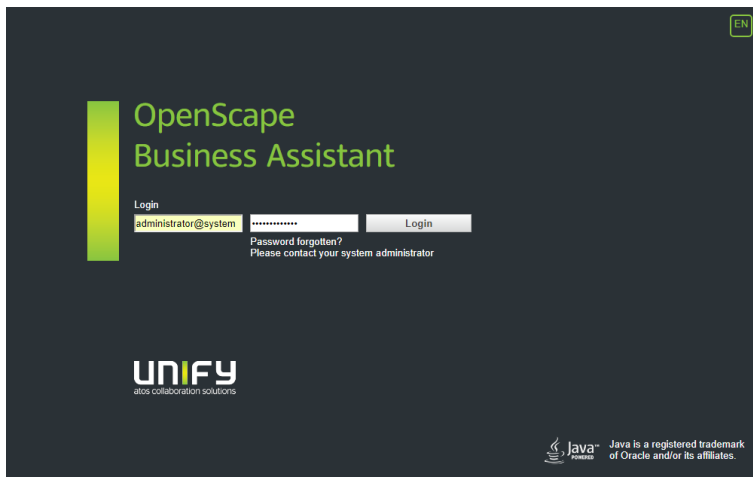 EN
OpenScape
Business Assistant
Login
administrator@system
••••••••••••• Login
Password forgotten?
Please contact your system administrator
UNIFY
atos collaboration solutions
Java™
POWERED
Java is a registered trademark
of Oracle and/or its affiliates.